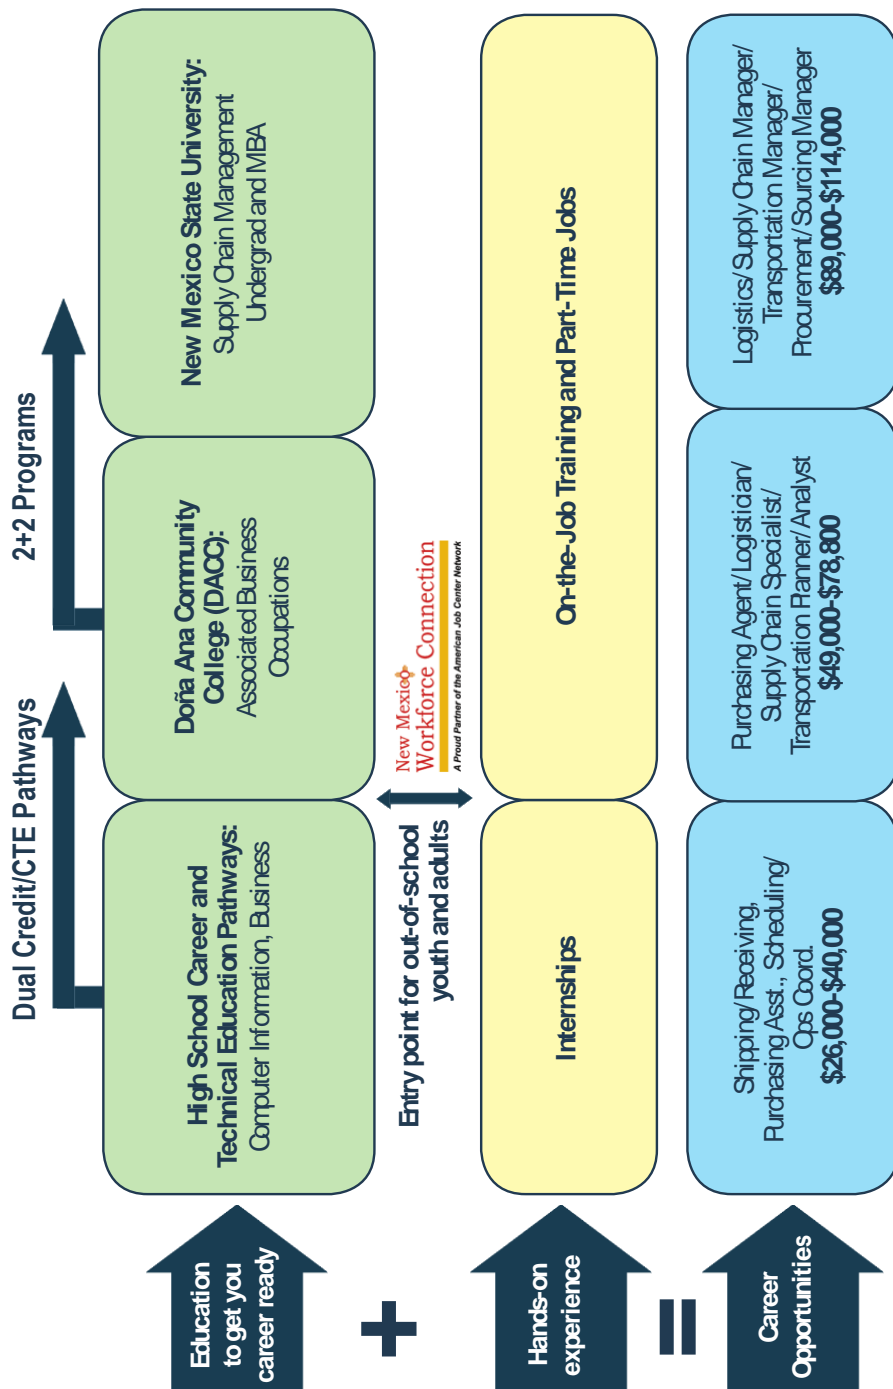 Dual Credit/CTE Pathways
2+2 Programs
Education
to get you
career ready
High School Career and
Technical Education Pathways:
Computer Information, Business
Doña Ana Community
College (DACC):
Associated Business
Occupations
New Mexico State University:
Supply Chain Management
Undergrad and MBA
+
Entry point for out-of-school
youth and adults
New Mexico
Workforce Connection
A Proud Partner of the American Job Center Network
Hands-on
experience
Internships
On-the-Job Training and Part-Time Jobs
=
Career
Opportunities
Shipping/Receiving,
Purchasing Asst., Scheduling/
Ops Coord.
$26,000-$40,000
Purchasing Agent/Logistician/
Supply Chain Specialist/
Transportation Planner/Analyst
$49,000-$78,800
Logistics/Supply Chain Manager/
Transportation Manager/
Procurement/Sourcing Manager
$89,000-$114,000